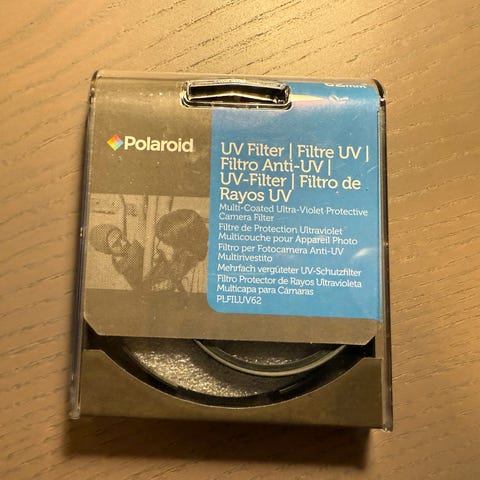 62mm
Polaroid
UV Filter | Filtre UV |
Filtro Anti-UV |
UV-Filter | Filtro de
Rayos UV
Multi-Coated Ultra-Violet Protective
Camera Filter
Filtre de Protection Ultraviolet
Multicouche pour Appareil Photo
Filtro per Fotocamera Anti-UV
Multirivestito
Mehrfach vergüteter UV-Schutzfilter
Filtro Protector de Rayos Ultravioleta
Multicapa para Cámaras
PLFILUV62